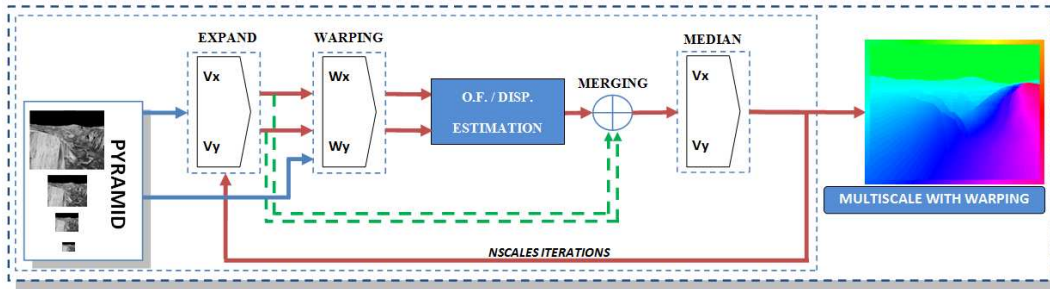 EXPAND
WARPING
MEDIAN
MERGING
PYRAMID
Vx
Vy
Wx
Wy
O.F. / DISP.
ESTIMATION
Vx
Vy
NSCALES ITERATIONS
MULTISCALE WITH WARPING